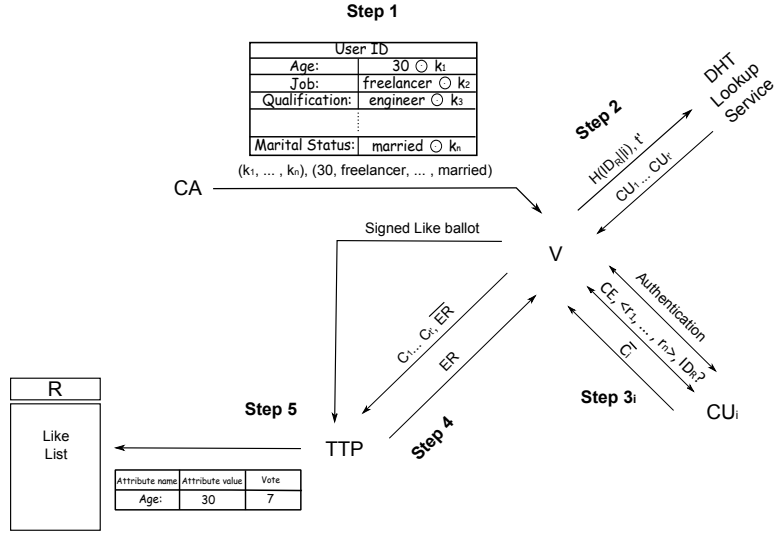 Step 1
User ID
Age: 30 ⊙ k₁
Job: freelancer ⊙ k₂
Qualification: engineer ⊙ k₃
Marital Status: married ⊙ kₙ
(k₁, ... , kₙ), (30, freelancer, ... , married)
CA
Step 2
H(ID_R||i), t'
CU₁... CU_t'
DHT
Lookup
Service
Signed Like ballot
V
Authentication
CE, <r₁, ... , rₙ>, ID_R?
C̅ᵢ
Step 3ᵢ
CUᵢ
C₁... C_t', E̅R̅
ER
Step 4
Step 5
TTP
R
Like
List
Attribute name Attribute value Vote
Age: 30 7